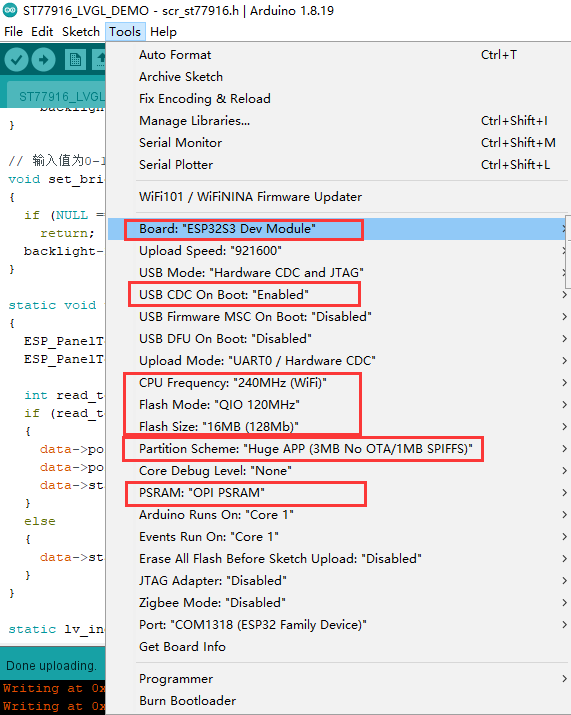 ST77916_LVGL_DEMO - scr_st77916.h | Arduino 1.8.19
File Edit Sketch Tools Help
ST77916_LVGL
Auto Format Ctrl+T
Archive Sketch
Fix Encoding & Reload
Manage Libraries... Ctrl+Shift+I
Serial Monitor Ctrl+Shift+M
Serial Plotter Ctrl+Shift+L
WiFi101 / WiFiNINA Firmware Updater
Board: "ESP32S3 Dev Module"
Upload Speed: "921600"
USB Mode: "Hardware CDC and JTAG"
USB CDC On Boot: "Enabled"
USB Firmware MSC On Boot: "Disabled"
USB DFU On Boot: "Disabled"
Upload Mode: "UART0 / Hardware CDC"
CPU Frequency: "240MHz (WiFi)"
Flash Mode: "QIO 120MHz"
Flash Size: "16MB (128Mb)"
Partition Scheme: "Huge APP (3MB No OTA/1MB SPIFFS)"
Core Debug Level: "None"
PSRAM: "OPI PSRAM"
Arduino Runs On: "Core 1"
Events Run On: "Core 1"
Erase All Flash Before Sketch Upload: "Disabled"
JTAG Adapter: "Disabled"
Zigbee Mode: "Disabled"
Port: "COM1318 (ESP32 Family Device)"
Get Board Info
Programmer
Burn Bootloader
backlight-
}
// 输入值为0-1
void set_bri
{
if (NULL =
return;
backlight-
}
static void
{
ESP_PanelT
ESP_PanelT
int read_t
if (read_t
{
data->po
data->po
data->st
}
else
{
data->st
}
}
static lv_in
Done uploading.
Writing at 0x
Writing at 0x